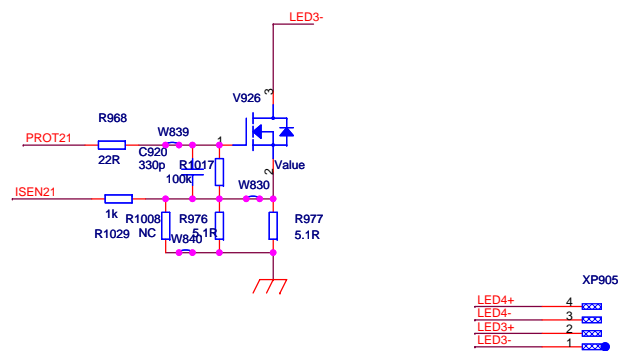 LED3-
3
V926
R968
W839
1
PROT21
C920
22R
330p
R1017
Value
100k
2
ISEN21
W830
1k
R1008
R976
R977
R1029
NC
W840
5.1R
5.1R
XP905
LED4+ 4
LED4- 3
LED3+ 2
LED3- 1